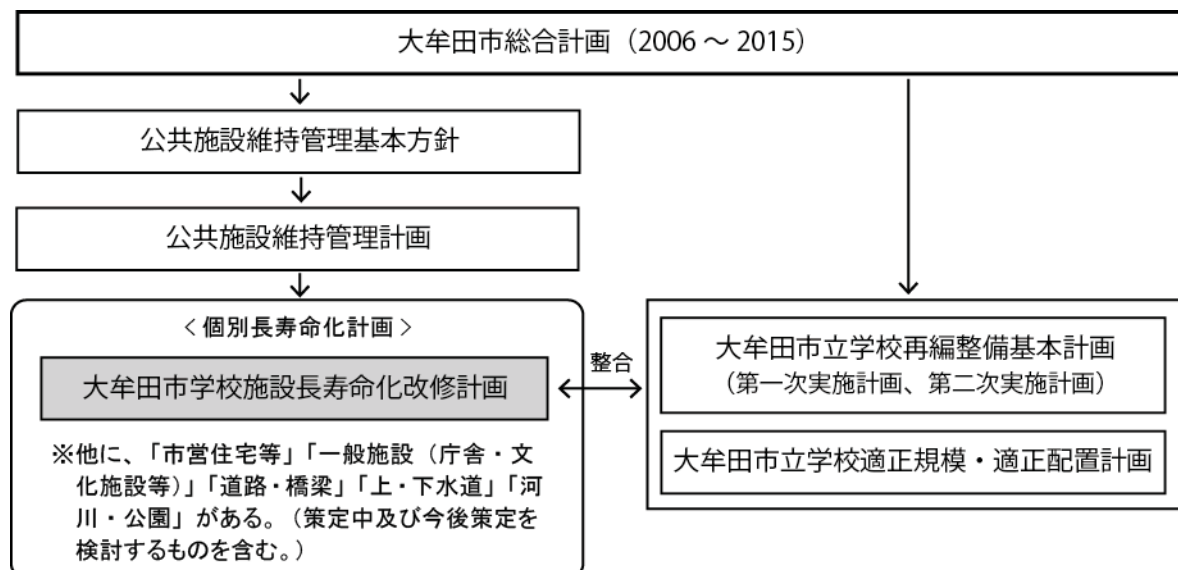 大牟田市総合計画（2006 ～ 2015）
公共施設維持管理基本方針
公共施設維持管理計画
＜個別長寿命化計画＞
大牟田市学校施設長寿命化改修計画
※他に、「市営住宅等」「一般施設（庁舎・文
化施設等）」「道路・橋梁」「上・下水道」「河
川・公園」がある。（策定中及び今後策定を
検討するものを含む。）
整合
大牟田市立学校再編整備基本計画
（第一次実施計画、第二次実施計画）
大牟田市立学校適正規模・適正配置計画